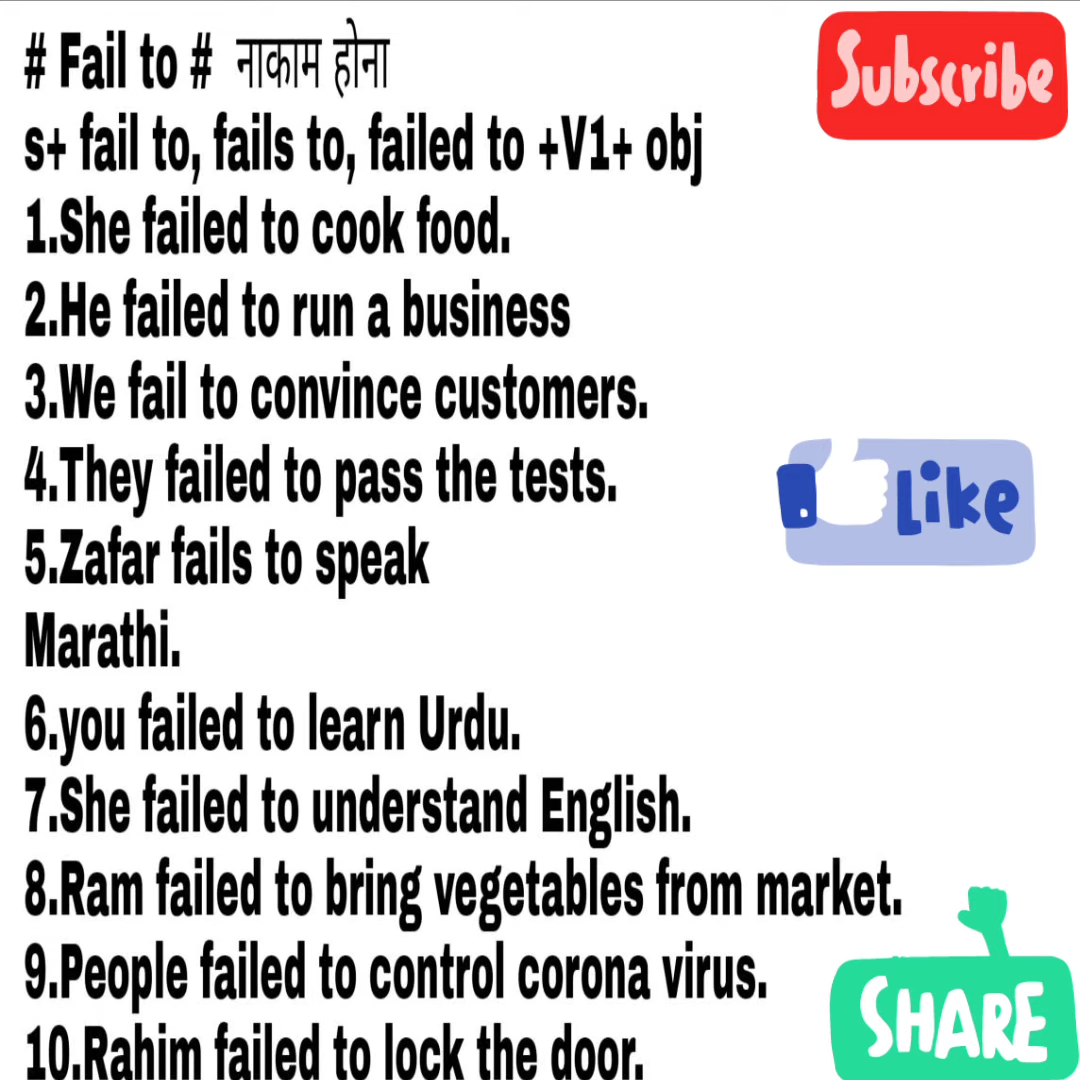 # Fail to # नाकाम होना
Subscribe
s+ fail to, fails to, failed to +V1+ obj
1.She failed to cook food.
2.He failed to run a business
3.We fail to convince customers.
4.They failed to pass the tests.
Like
5.Zafar fails to speak
Marathi.
6.you failed to learn Urdu.
7.She failed to understand English.
8.Ram failed to bring vegetables from market.
9.People failed to control corona virus.
SHARE
10.Rahim failed to lock the door.